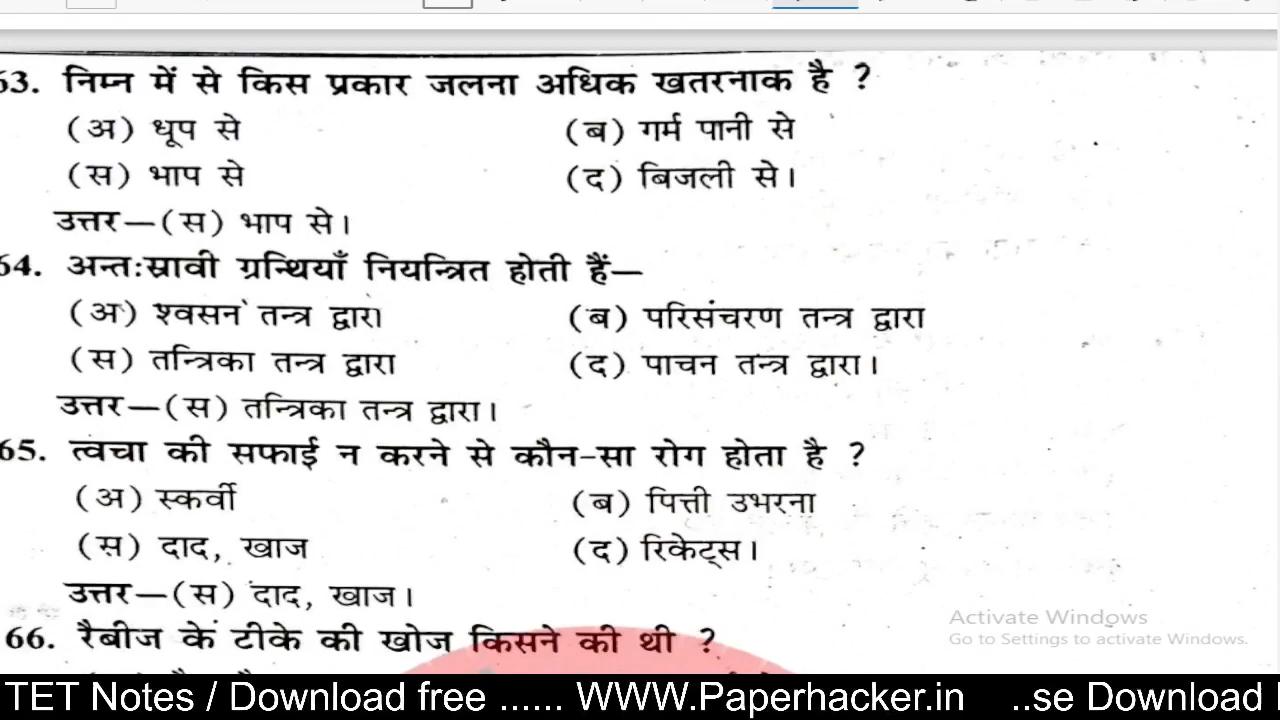 63. निम्न में से किस प्रकार जलना अधिक खतरनाक है ?
(अ) धूप से (ब) गर्म पानी से
(स) भाप से (द) बिजली से।
उत्तर—(स) भाप से।
64. अन्तःस्रावी ग्रन्थियाँ नियन्त्रित होती हैं—
(अ) श्वसन तन्त्र द्वारा (ब) परिसंचरण तन्त्र द्वारा
(स) तन्त्रिका तन्त्र द्वारा (द) पाचन तन्त्र द्वारा।
उत्तर—(स) तन्त्रिका तन्त्र द्वारा।
65. त्वचा की सफाई न करने से कौन-सा रोग होता है ?
(अ) स्कर्वी (ब) पित्ती उभरना
(स) दाद, खाज (द) रिकेट्स।
उत्तर—(स) दाद, खाज।
66. रैबीज के टीके की खोज किसने की थी ?
Activate Windows
Go to Settings to activate Windows.
TET Notes / Download free ...... WWW.Paperhacker.in ..se Download